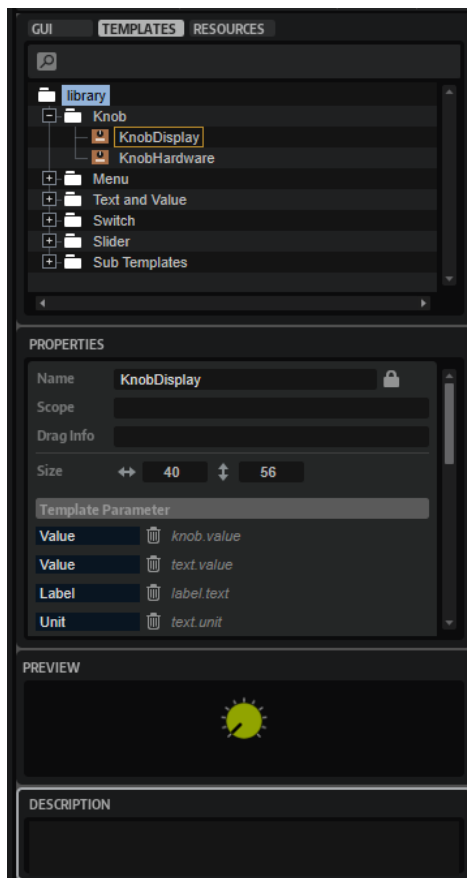 GUI TEMPLATES RESOURCES
library
Knob
KnobDisplay
KnobHardware
Menu
Text and Value
Switch
Slider
Sub Templates
PROPERTIES
Name KnobDisplay
Scope
Drag Info
Size 40 56
Template Parameter
Value knob.value
Value text.value
Label label.text
Unit text.unit
PREVIEW
DESCRIPTION